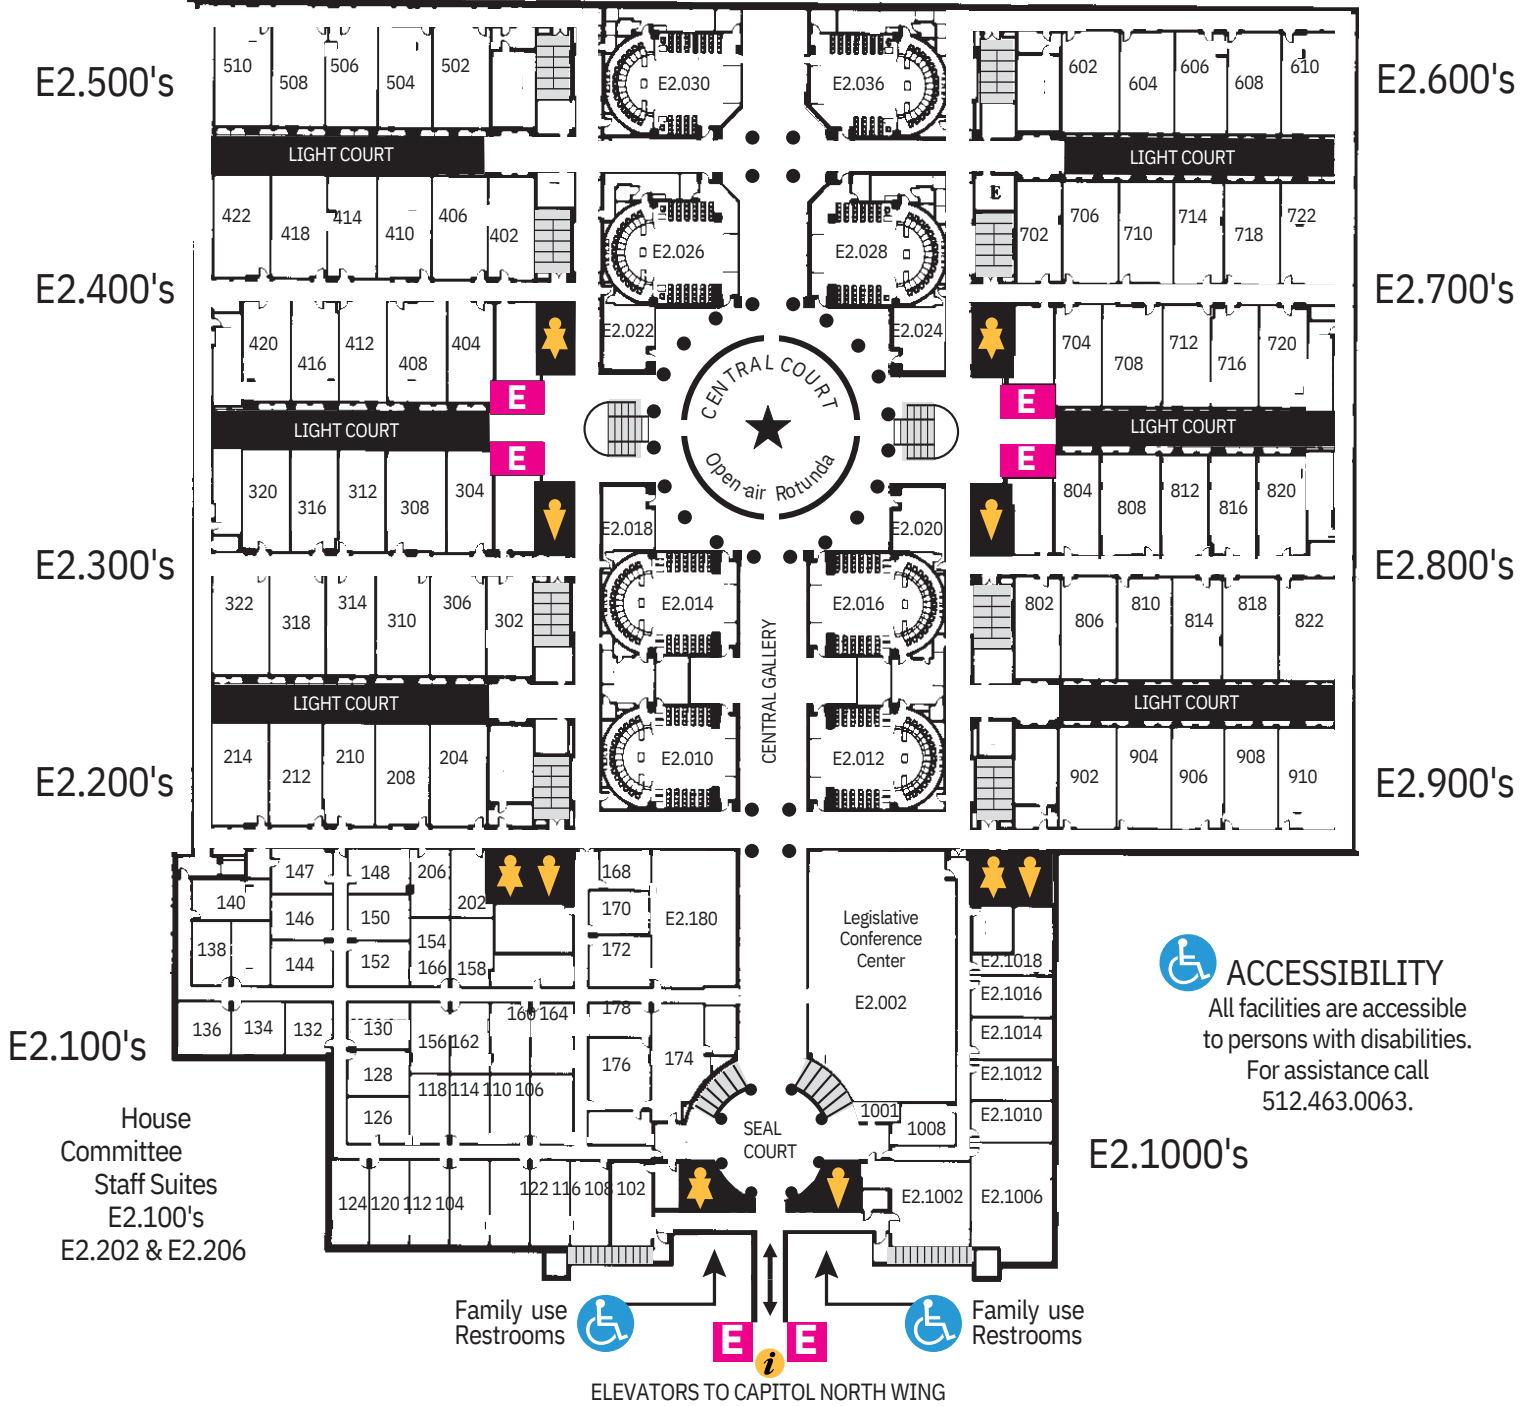 510
508
506
504
502
E2.030
E2.036
602
604
606
608
610
E2.500's
E2.600's
LIGHT COURT
LIGHT COURT
422
418
414
410
406
402
E2.026
E2.028
E
702
706
710
714
718
722
E2.400's
E2.700's
420
416
412
408
404
E2.022
E2.024
704
708
712
716
720
CENTRAL COURT
Open-air Rotunda
E
E
LIGHT COURT
LIGHT COURT
E
E
320
316
312
308
304
E2.018
E2.020
804
808
812
816
820
E2.300's
E2.800's
322
318
314
310
306
302
E2.014
E2.016
802
806
810
814
818
822
CENTRAL GALLERY
LIGHT COURT
LIGHT COURT
214
212
210
208
204
E2.010
E2.012
902
904
906
908
910
E2.200's
E2.900's
147
148
206
168
140
202
146
150
170
E2.180
138
154
172
144
152
166
158
Legislative
Conference
Center
E2.002
E2.1018
E2.1016
E2.1014
E2.1012
E2.1010
136
134
132
130
160
164
178
156
162
174
176
128
118
114
110
106
126
E2.100's
1001
1008
SEAL
COURT
E2.1000's
124
120
112
104
122
116
108
102
E2.1002
E2.1006
ACCESSIBILITY
All facilities are accessible
to persons with disabilities.
For assistance call
512.463.0063.
House
Committee
Staff Suites
E2.100's
E2.202 & E2.206
Family use
Restrooms
Family use
Restrooms
E
E
i
ELEVATORS TO CAPITOL NORTH WING